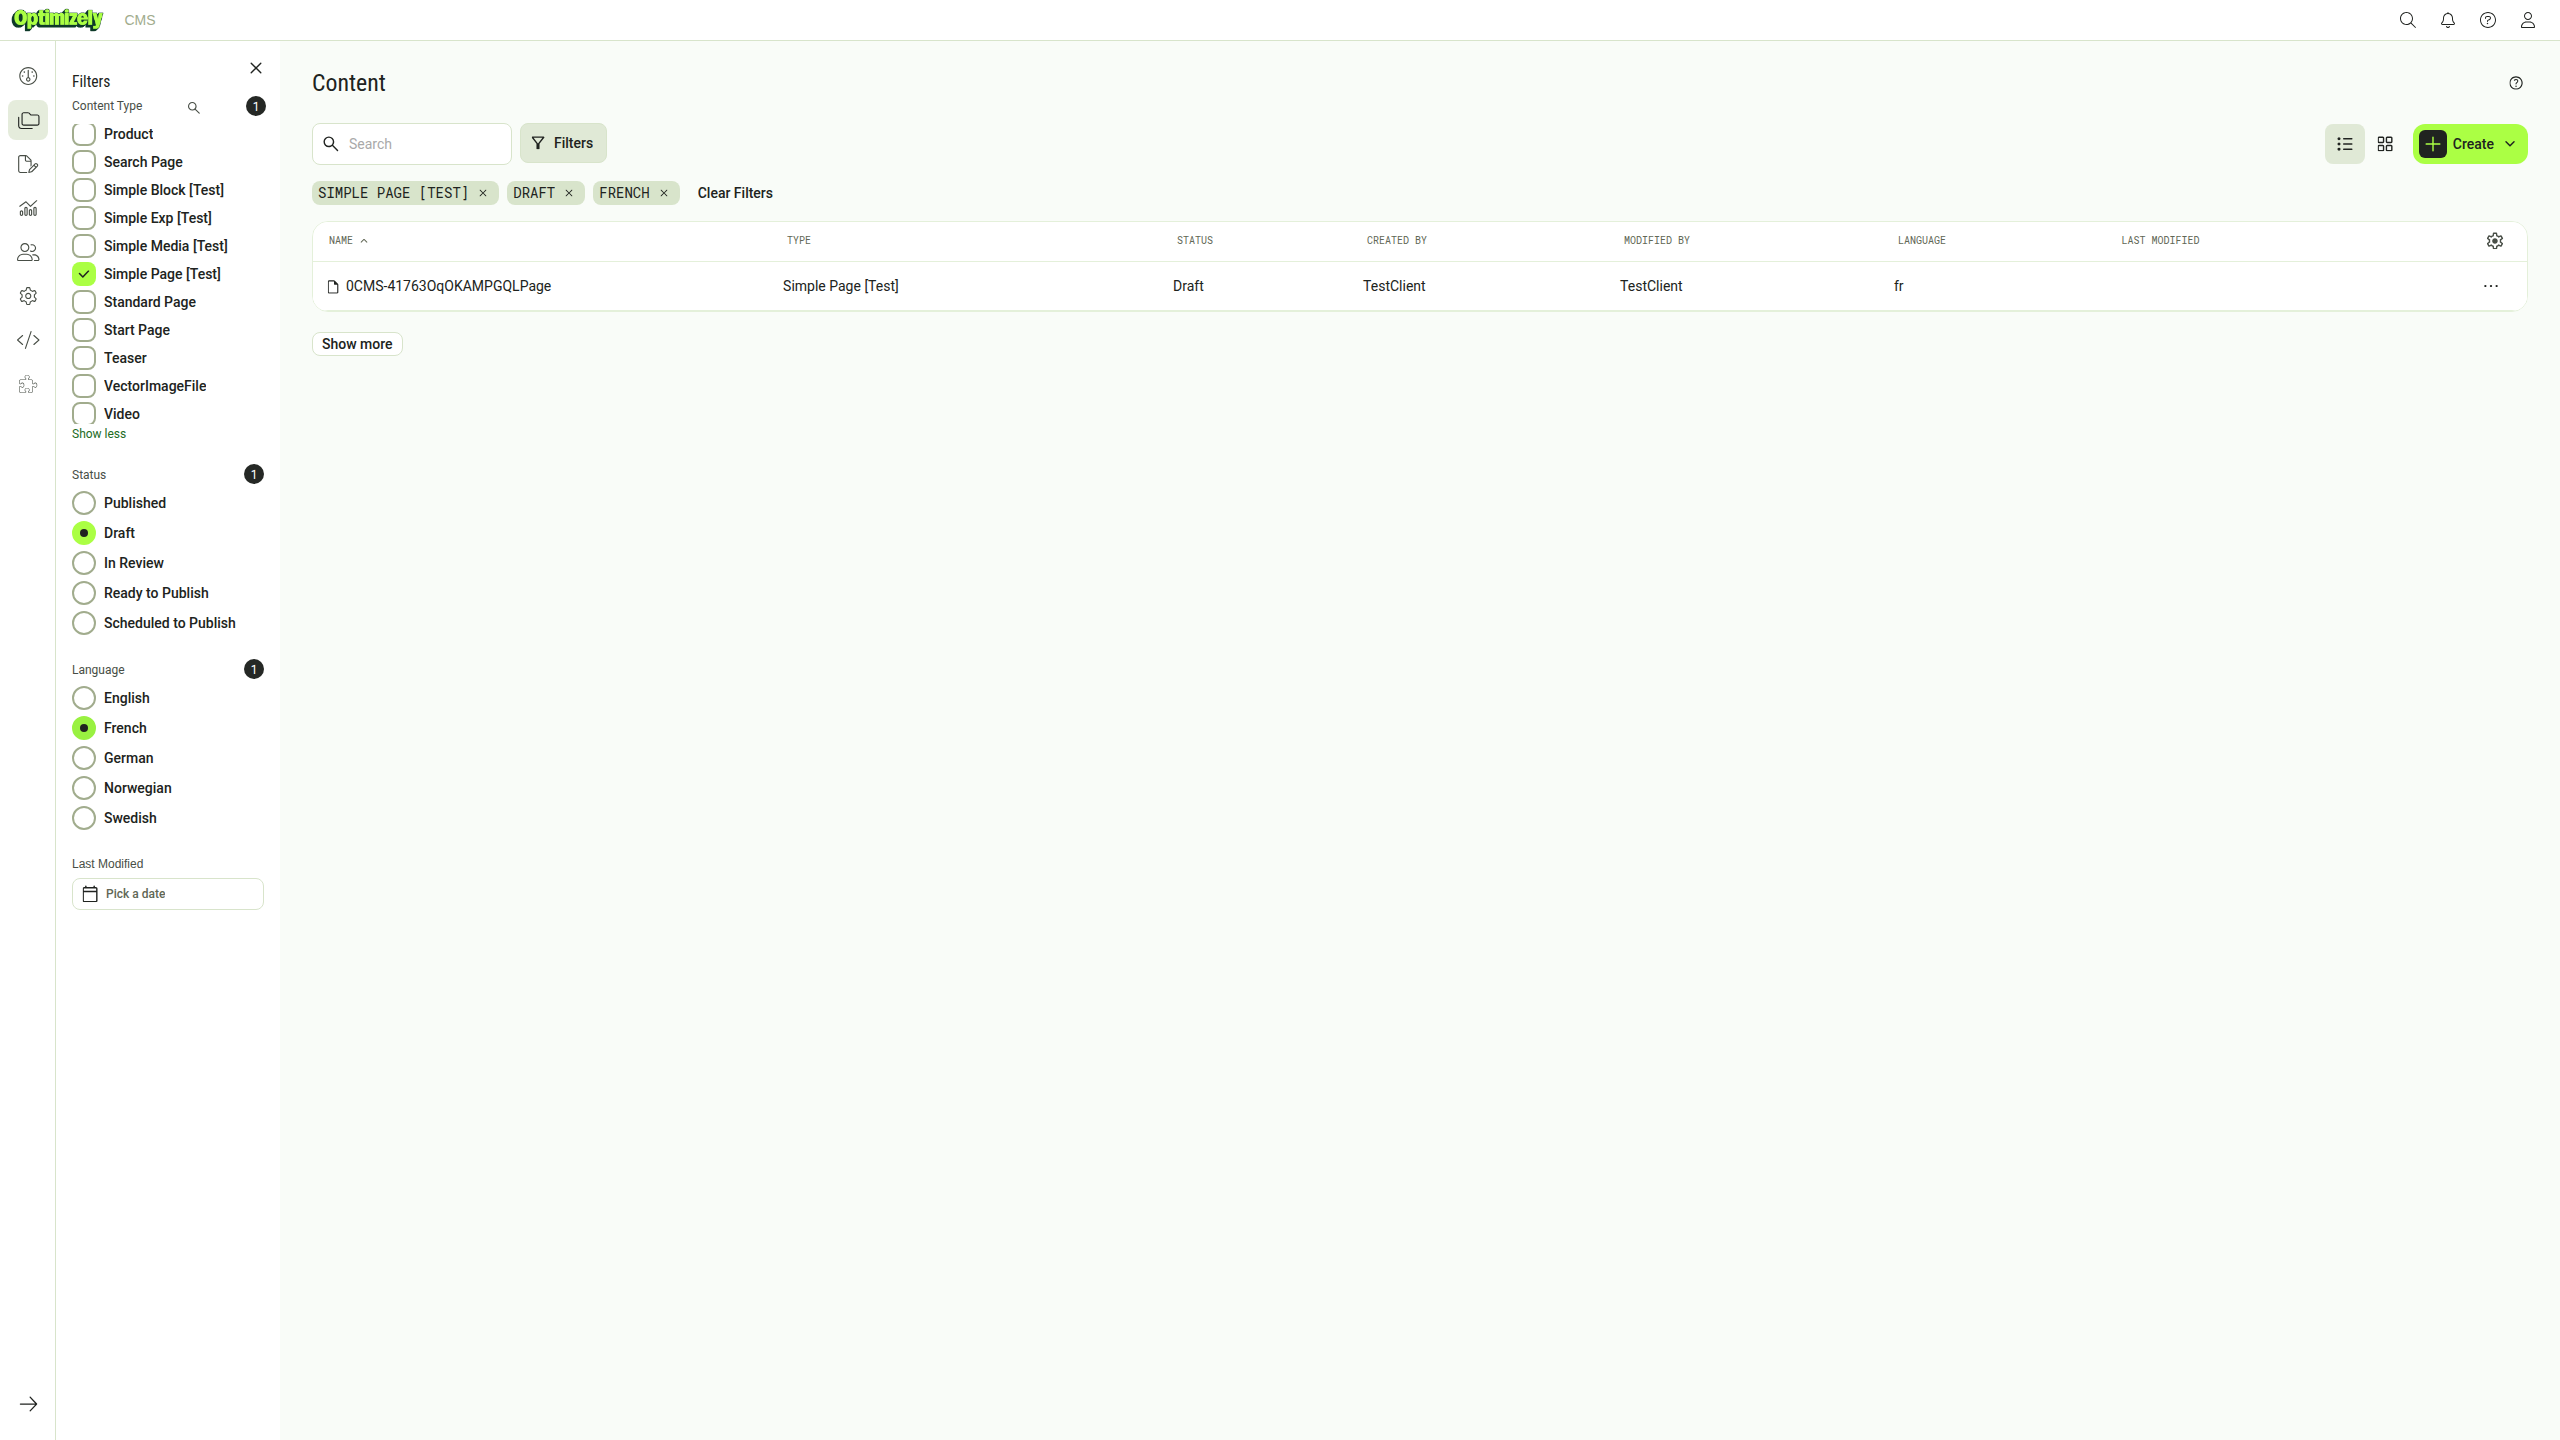 Optimizely CMS
Filters
Content Type 1
Product
Search Page
Simple Block [Test]
Simple Exp [Test]
Simple Media [Test]
Simple Page [Test]
Standard Page
Start Page
Teaser
VectorImageFile
Video
Show less
Status 1
Published
Draft
In Review
Ready to Publish
Scheduled to Publish
Language 1
English
French
German
Norwegian
Swedish
Last Modified
Pick a date
Content
Search Filters Create
SIMPLE PAGE [TEST] DRAFT FRENCH Clear Filters
NAME TYPE STATUS CREATED BY MODIFIED BY LANGUAGE LAST MODIFIED
0CMS-41763OqOKAMPGQLPage Simple Page [Test] Draft TestClient TestClient fr
Show more